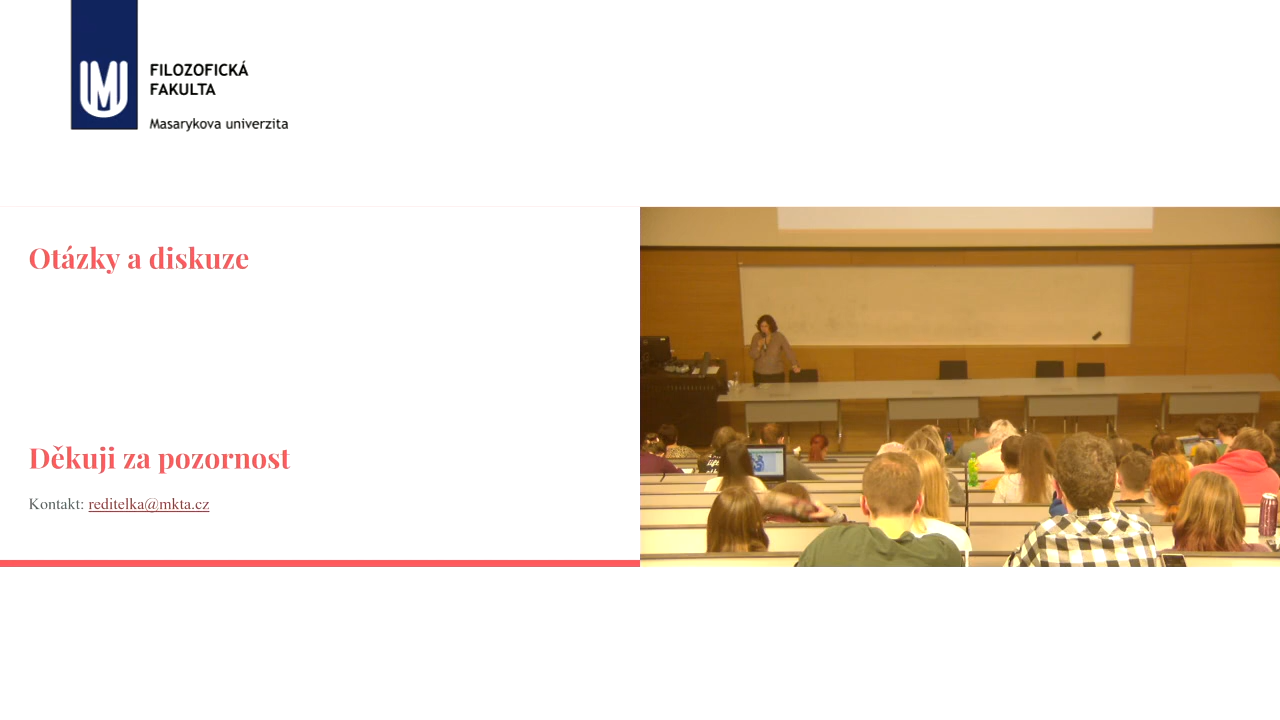 FILOZOFICKÁ
FAKULTA
Masarykova univerzita
Otázky a diskuze
Děkuji za pozornost
Kontakt: reditelka@mkta.cz